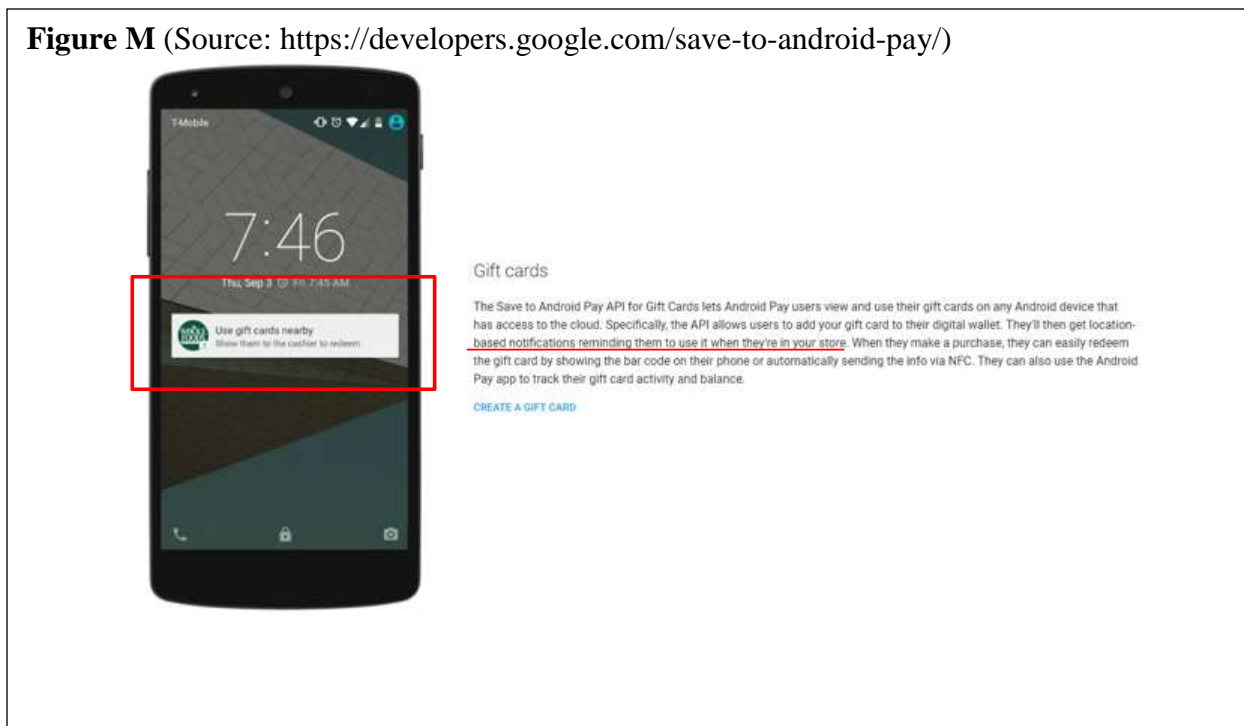 Figure M (Source: https://developers.google.com/save-to-android-pay/)
T-Mobile
7:46
Thu, Sep 3 Fri 7:45 AM
WHOLE
FOODS
Use gift cards nearby
Show them to the cashier to redeem
Gift cards
The Save to Android Pay API for Gift Cards lets Android Pay users view and use their gift cards on any Android device that
has access to the cloud. Specifically, the API allows users to add your gift card to their digital wallet. They'll then get location-
based notifications reminding them to use it when they're in your store. When they make a purchase, they can easily redeem
the gift card by showing the bar code on their phone or automatically sending the info via NFC. They can also use the Android
Pay app to track their gift card activity and balance.
CREATE A GIFT CARD